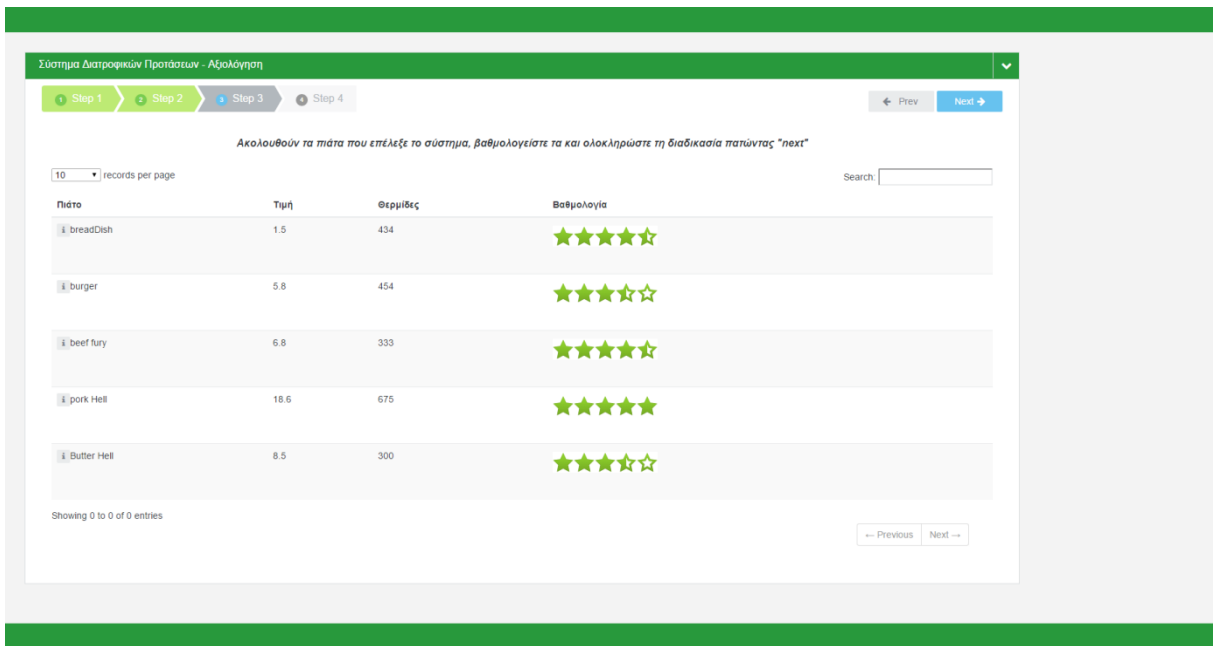 Σύστημα Διατροφικών Προτάσεων - Αξιολόγηση
1 Step 1 2 Step 2 3 Step 3 4 Step 4 Prev Next
Ακολουθούν τα πιάτα που επέλεξε το σύστημα, βαθμολογείστε τα και ολοκληρώστε τη διαδικασία πατώντας "next"
10 records per page Search:
Πιάτο Τιμή Θερμίδες Βαθμολογία
i breadDish 1.5 434
i burger 5.8 454
i beef fury 6.8 333
i pork Hell 18.6 675
i Butter Hell 8.5 300
Showing 0 to 0 of 0 entries
← Previous Next →